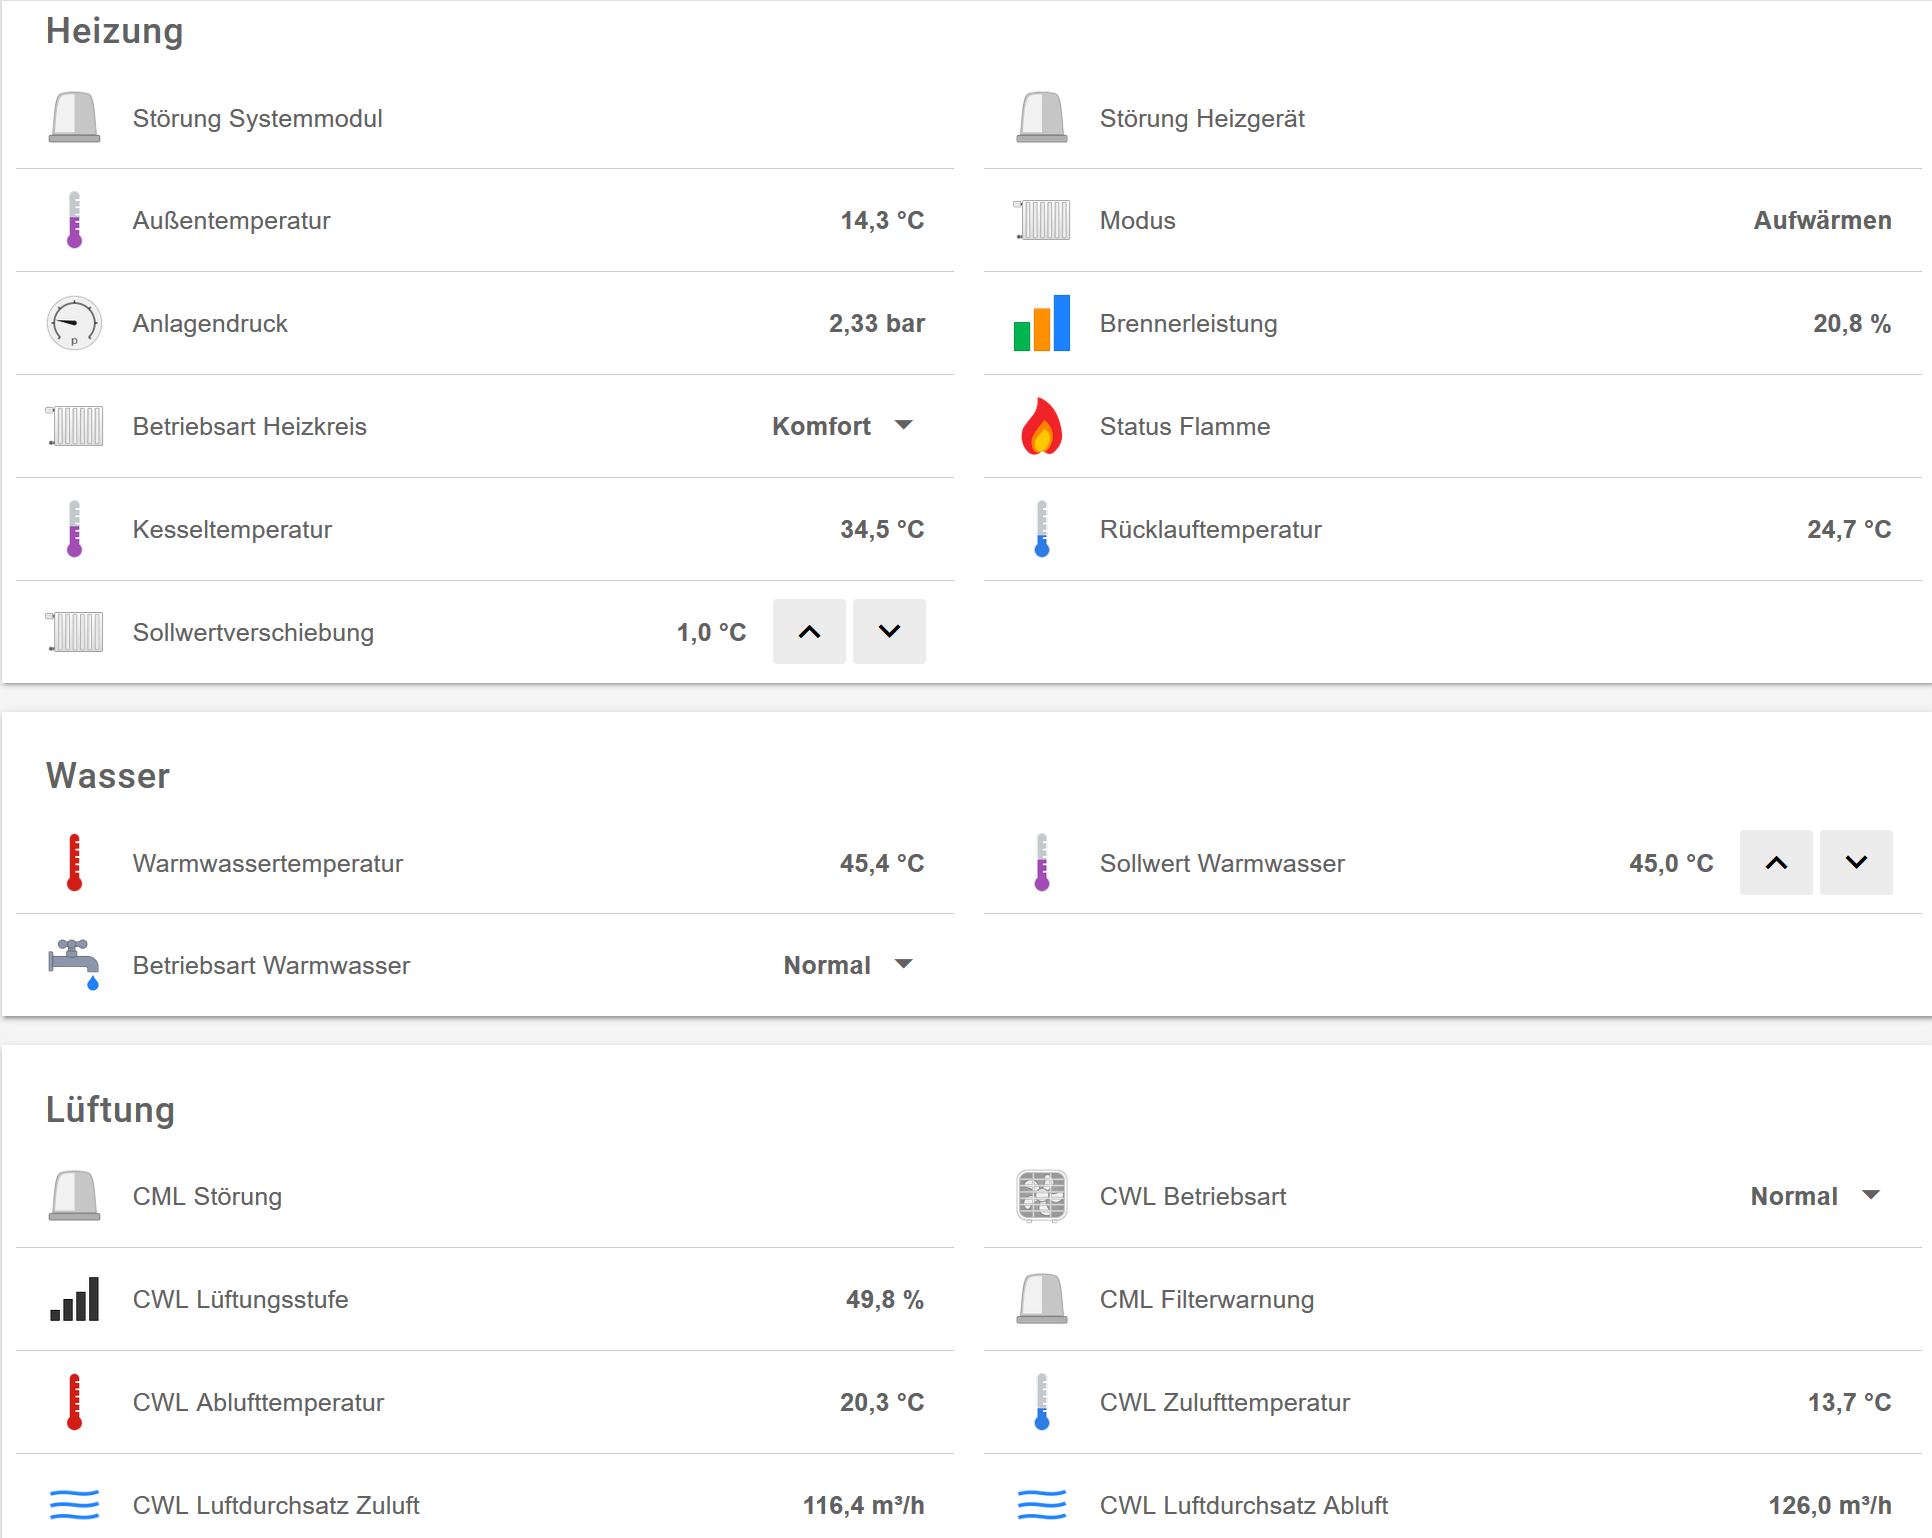 Heizung
Störung Systemmodul
Störung Heizgerät
Außentemperatur 14,3 °C
Modus Aufwärmen
Anlagendruck 2,33 bar
Brennerleistung 20,8 %
Betriebsart Heizkreis Komfort
Status Flamme
Kesseltemperatur 34,5 °C
Rücklauftemperatur 24,7 °C
Sollwertverschiebung 1,0 °C
Wasser
Warmwassertemperatur 45,4 °C
Sollwert Warmwasser 45,0 °C
Betriebsart Warmwasser Normal
Lüftung
CML Störung
CWL Betriebsart Normal
CWL Lüftungsstufe 49,8 %
CML Filterwarnung
CWL Ablufttemperatur 20,3 °C
CWL Zulufttemperatur 13,7 °C
CWL Luftdurchsatz Zuluft 116,4 m³/h
CWL Luftdurchsatz Abluft 126,0 m³/h